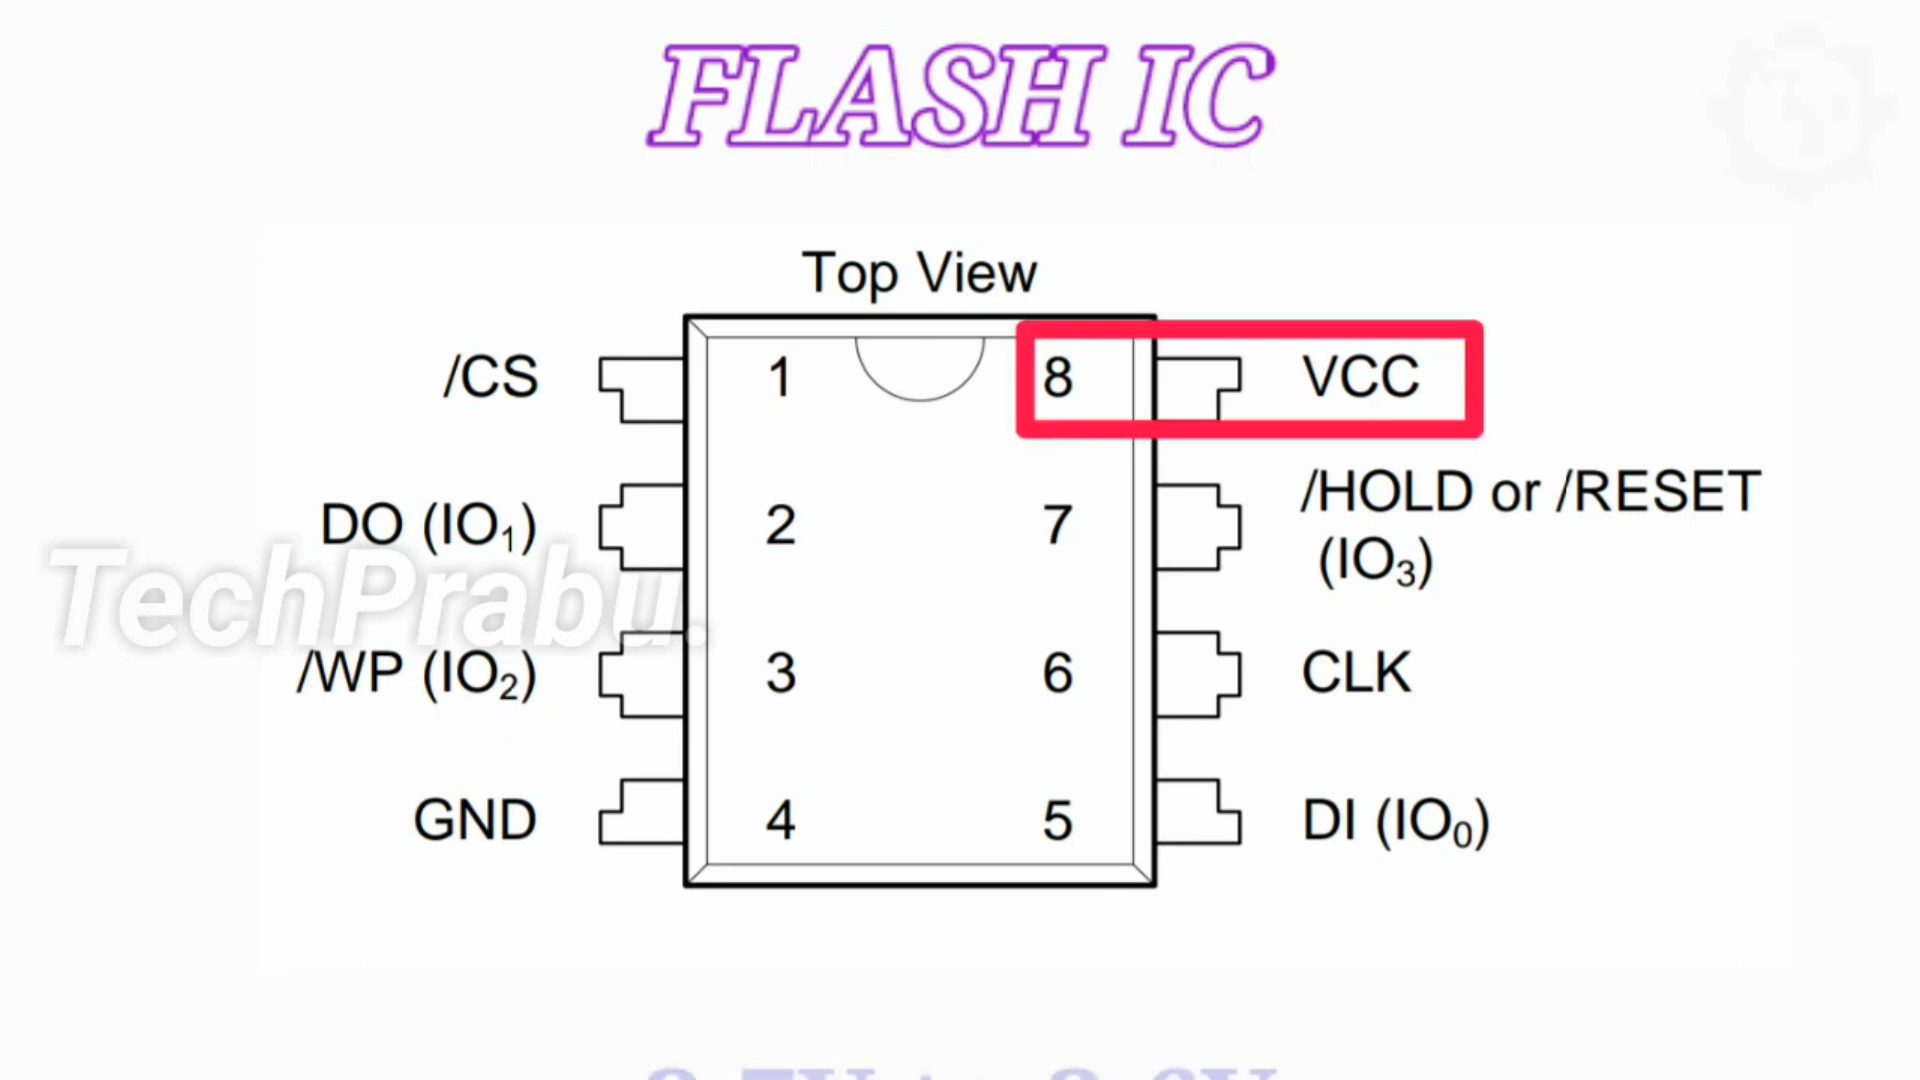 FLASH IC
Top View
/CS 1 8 VCC
DO (IO₁) 2 7 /HOLD or /RESET (IO₃)
TechPrabu.
/WP (IO₂) 3 6 CLK
GND 4 5 DI (IO₀)